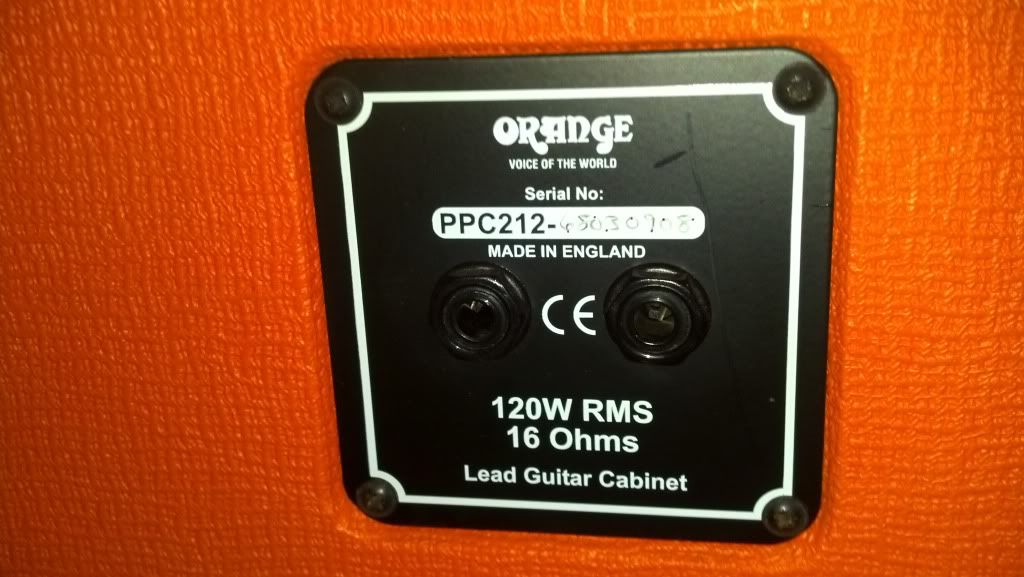 ORANGE
VOICE OF THE WORLD
Serial No:
PPC212-
MADE IN ENGLAND
CE
120W RMS
16 Ohms
Lead Guitar Cabinet